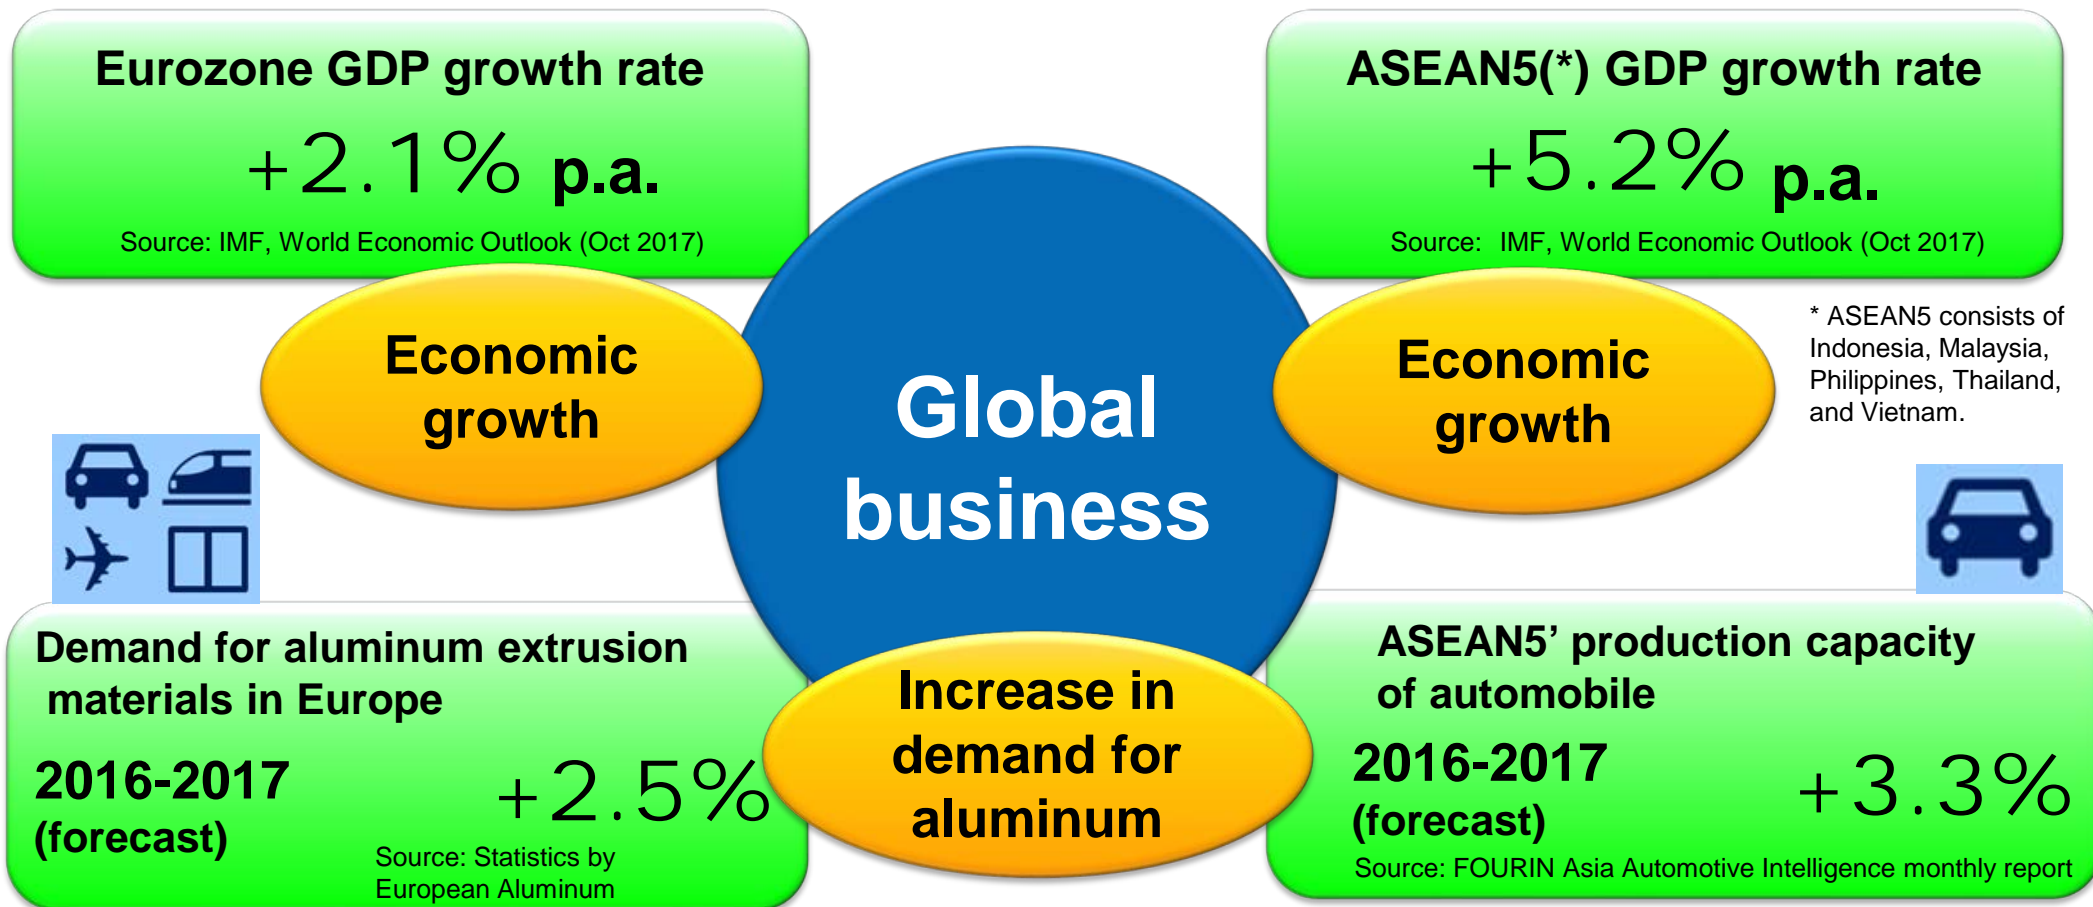 Eurozone GDP growth rate
+2.1% p.a.
Source: IMF, World Economic Outlook (Oct 2017)
ASEAN5(*) GDP growth rate
+5.2% p.a.
Source: IMF, World Economic Outlook (Oct 2017)
Economic
growth
Global
business
Economic
growth
* ASEAN5 consists of
Indonesia, Malaysia,
Philippines, Thailand,
and Vietnam.
Demand for aluminum extrusion
materials in Europe
2016-2017
(forecast)
+2.5%
Source: Statistics by
European Aluminum
Increase in
demand for
aluminum
ASEAN5’ production capacity
of automobile
2016-2017
(forecast)
+3.3%
Source: FOURIN Asia Automotive Intelligence monthly report